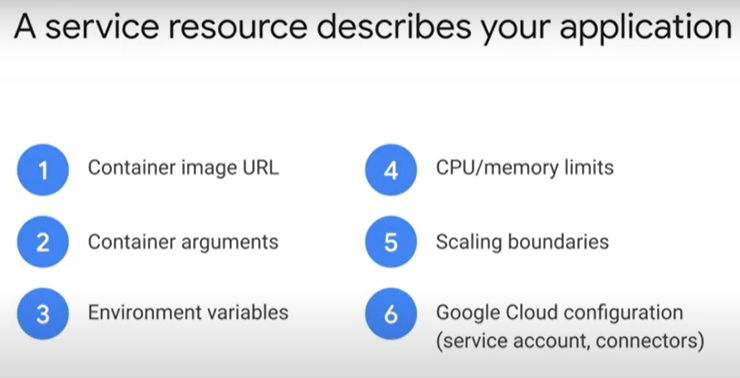 A service resource describes your application
1 Container image URL
2 Container arguments
3 Environment variables
4 CPU/memory limits
5 Scaling boundaries
6 Google Cloud configuration
(service account, connectors)